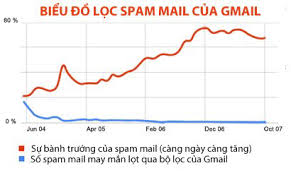 BIỂU ĐỒ LỌC SPAM MAIL CỦA GMAIL
80 %
0 %
Jun 04 Apr 05 Feb 06 Dec 06 Oct 07
Sự bành trướng của spam mail (càng ngày càng tăng)
Số spam mail may mắn lọt qua bộ lọc của Gmail